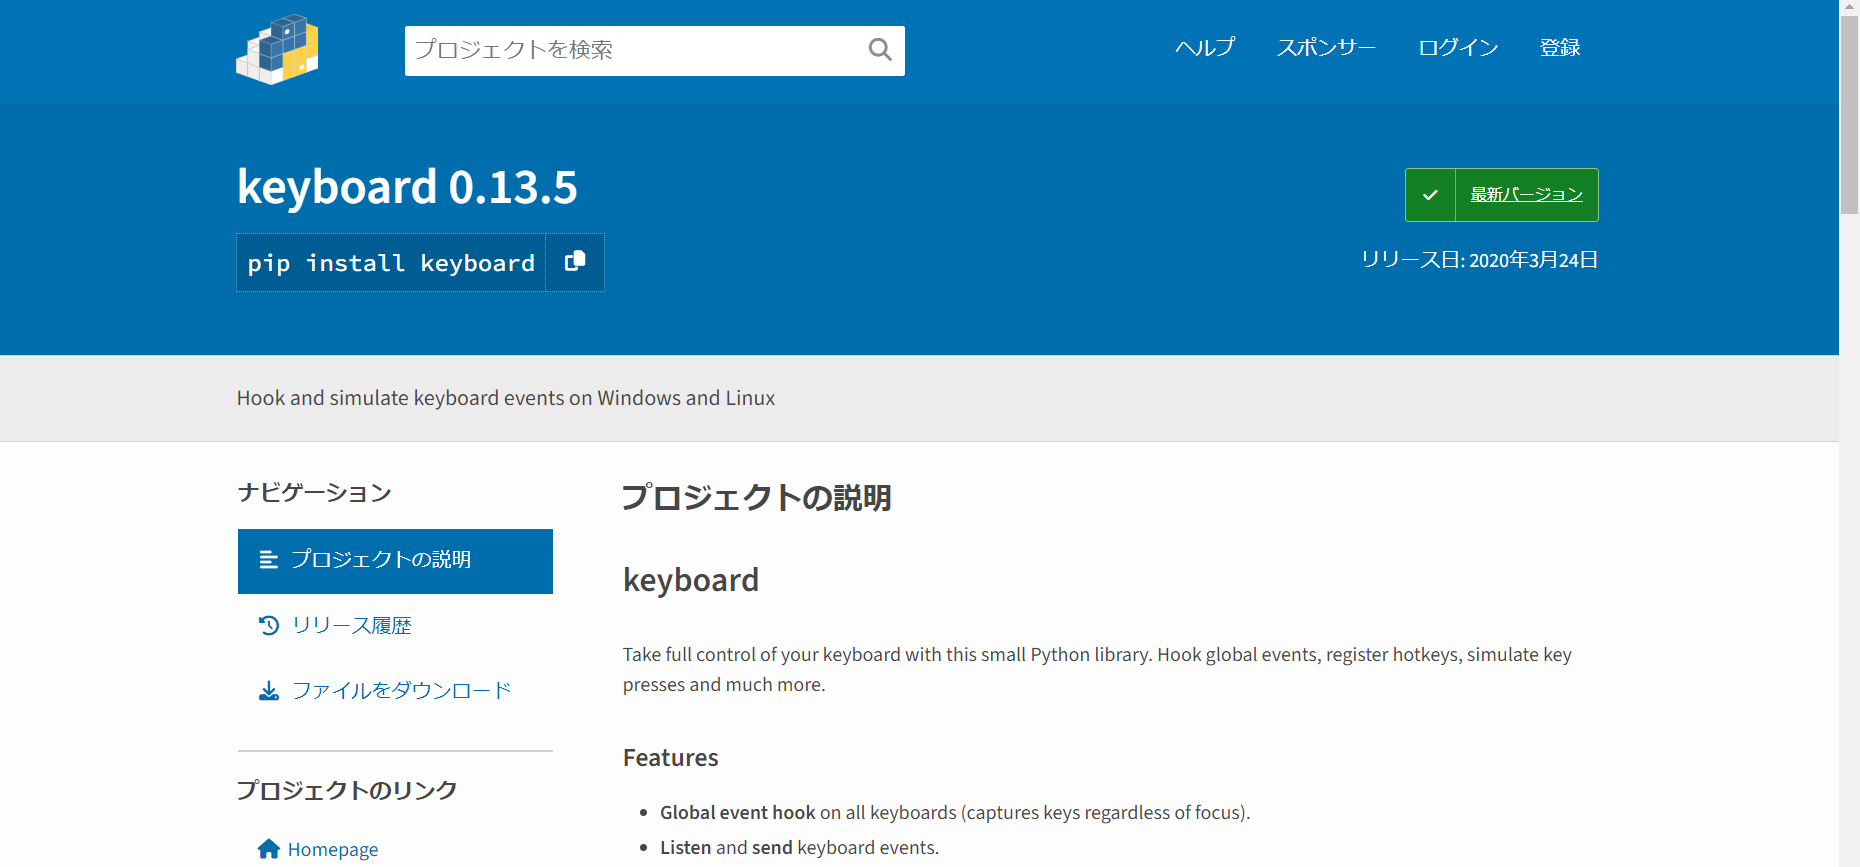 プロジェクトを検索
ヘルプ
スポンサー
ログイン
登録
keyboard 0.13.5
pip install keyboard
最新バージョン
リリース日: 2020年3月24日
Hook and simulate keyboard events on Windows and Linux
ナビゲーション
プロジェクトの説明
リリース履歴
ファイルをダウンロード
プロジェクトのリンク
Homepage
プロジェクトの説明
keyboard
Take full control of your keyboard with this small Python library. Hook global events, register hotkeys, simulate key
presses and much more.
Features
Global event hook on all keyboards (captures keys regardless of focus).
Listen and send keyboard events.